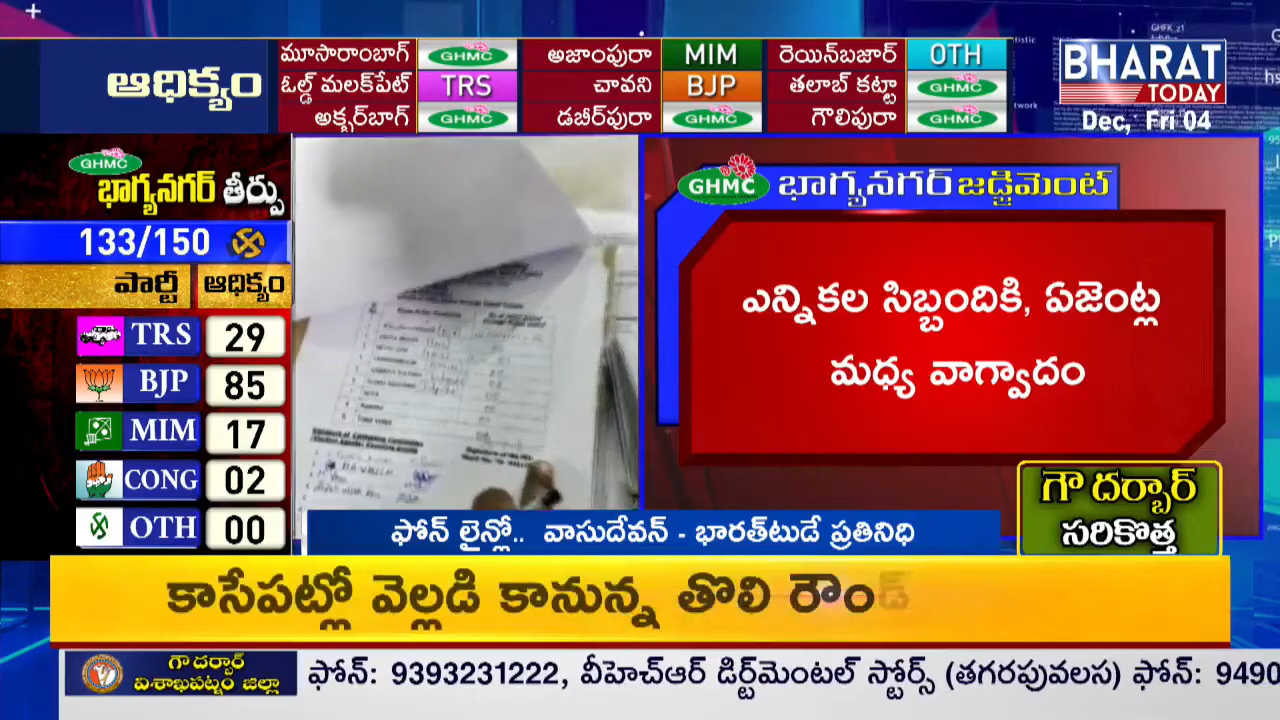 ఆధిక్యం
మూసారాంబాగ్ GHMC అజాంపురా MIM రెయిన్‌బజార్ OTH
ఓల్డ్ మలక్‌పేట్ TRS చావని BJP తలాబ్ కట్టా GHMC
అక్బర్‌బాగ్ GHMC డబీర్‌పురా GHMC గౌలిపురా GHMC
BHARAT
TODAY
Dec, Fri 04
GHMC
భాగ్యనగర్ తీర్పు
133/150
పార్టీ ఆధిక్యం
TRS 29
BJP 85
MIM 17
CONG 02
OTH 00
GHMC భాగ్యనగర్ జడ్జిమెంట్
ఎన్నికల సిబ్బందికి, ఏజెంట్ల
మధ్య వాగ్వాదం
గౌ దర్బార్
సరికొత్త
ఫోన్ లైన్లో.. వాసుదేవన్ - భారత్‌టుడే ప్రతినిధి
కాసేపట్లో వెల్లడి కానున్న తొలి రౌండ్
గౌ దర్బార్
విశాఖపట్నం జిల్లా
ఫోన్: 9393231222, వీహెచ్ఆర్ డిర్ట్‌మెంటల్ స్టోర్స్ (తగరపువలస) ఫోన్: 9490